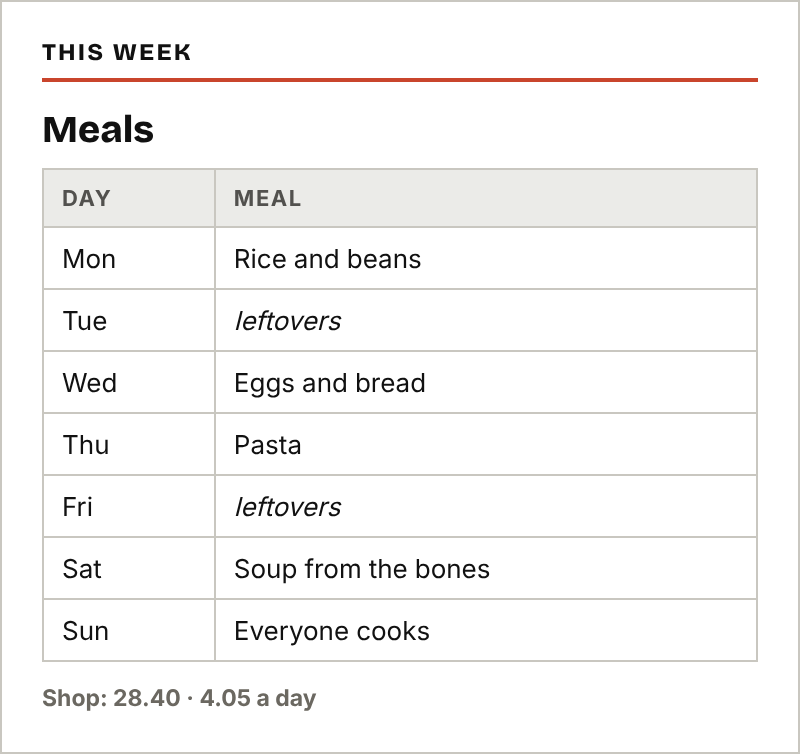 THIS WEEK
Meals
DAY MEAL
Mon Rice and beans
Tue leftovers
Wed Eggs and bread
Thu Pasta
Fri leftovers
Sat Soup from the bones
Sun Everyone cooks
Shop: 28.40 · 4.05 a day